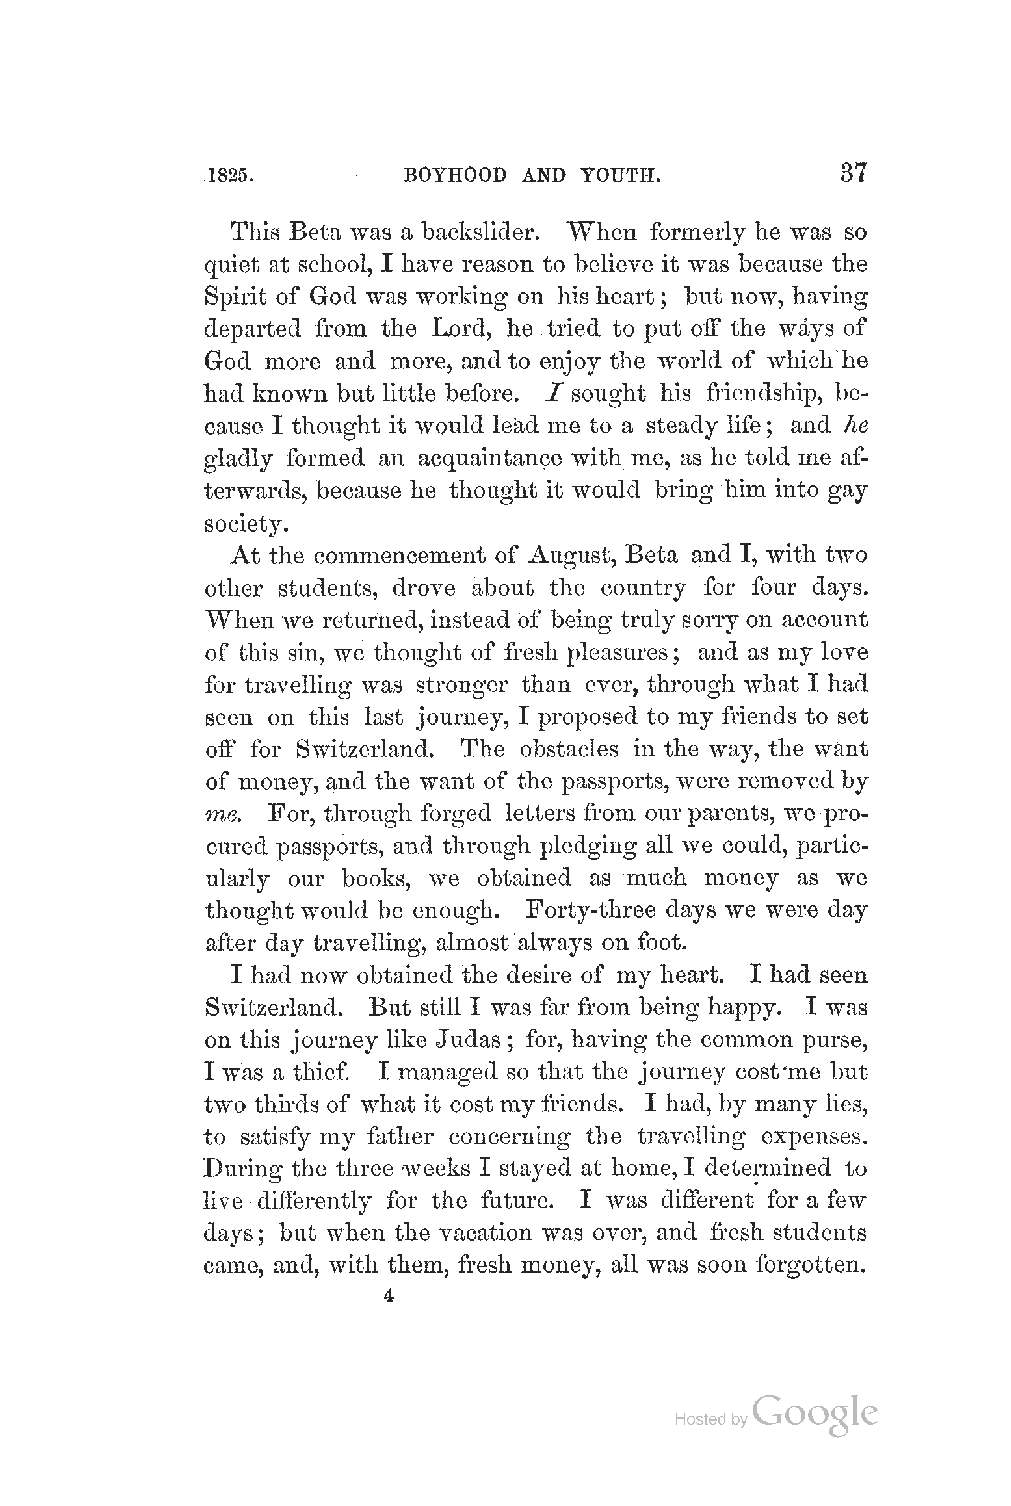 1825. BOYHOOD AND YOUTH. 37
This Beta was a backslider. When formerly he was so
quiet at school, I have reason to believe it was because the
Spirit of God was working on his heart; but now, having
departed from the Lord, he tried to put off the ways of
God more and more, and to enjoy the world of which he
had known but little before. I sought his friendship, be-
cause I thought it would lead me to a steady life; and he
gladly formed an acquaintance with me, as he told me af-
terwards, because he thought it would bring him into gay
society.
At the commencement of August, Beta and I, with two
other students, drove about the country for four days.
When we returned, instead of being truly sorry on account
of this sin, we thought of fresh pleasures; and as my love
for travelling was stronger than ever, through what I had
seen on this last journey, I proposed to my friends to set
off for Switzerland. The obstacles in the way, the want
of money, and the want of the passports, were removed by
me. For, through forged letters from our parents, we pro-
cured passports, and through pledging all we could, partic-
ularly our books, we obtained as much money as we
thought would be enough. Forty-three days we were day
after day travelling, almost always on foot.
I had now obtained the desire of my heart. I had seen
Switzerland. But still I was far from being happy. I was
on this journey like Judas; for, having the common purse,
I was a thief. I managed so that the journey cost me but
two thirds of what it cost my friends. I had, by many lies,
to satisfy my father concerning the travelling expenses.
During the three weeks I stayed at home, I determined to
live differently for the future. I was different for a few
days; but when the vacation was over, and fresh students
came, and, with them, fresh money, all was soon forgotten.
4
Hosted by Google